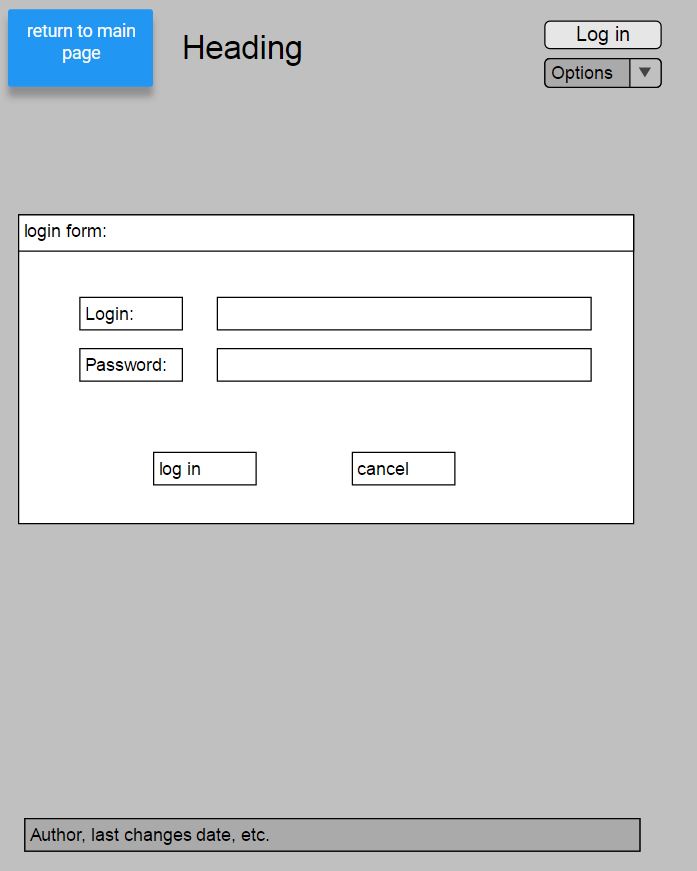 return to main
page
Heading
Log in
Options
login form:
Login:
Password:
log in
cancel
Author, last changes date, etc.